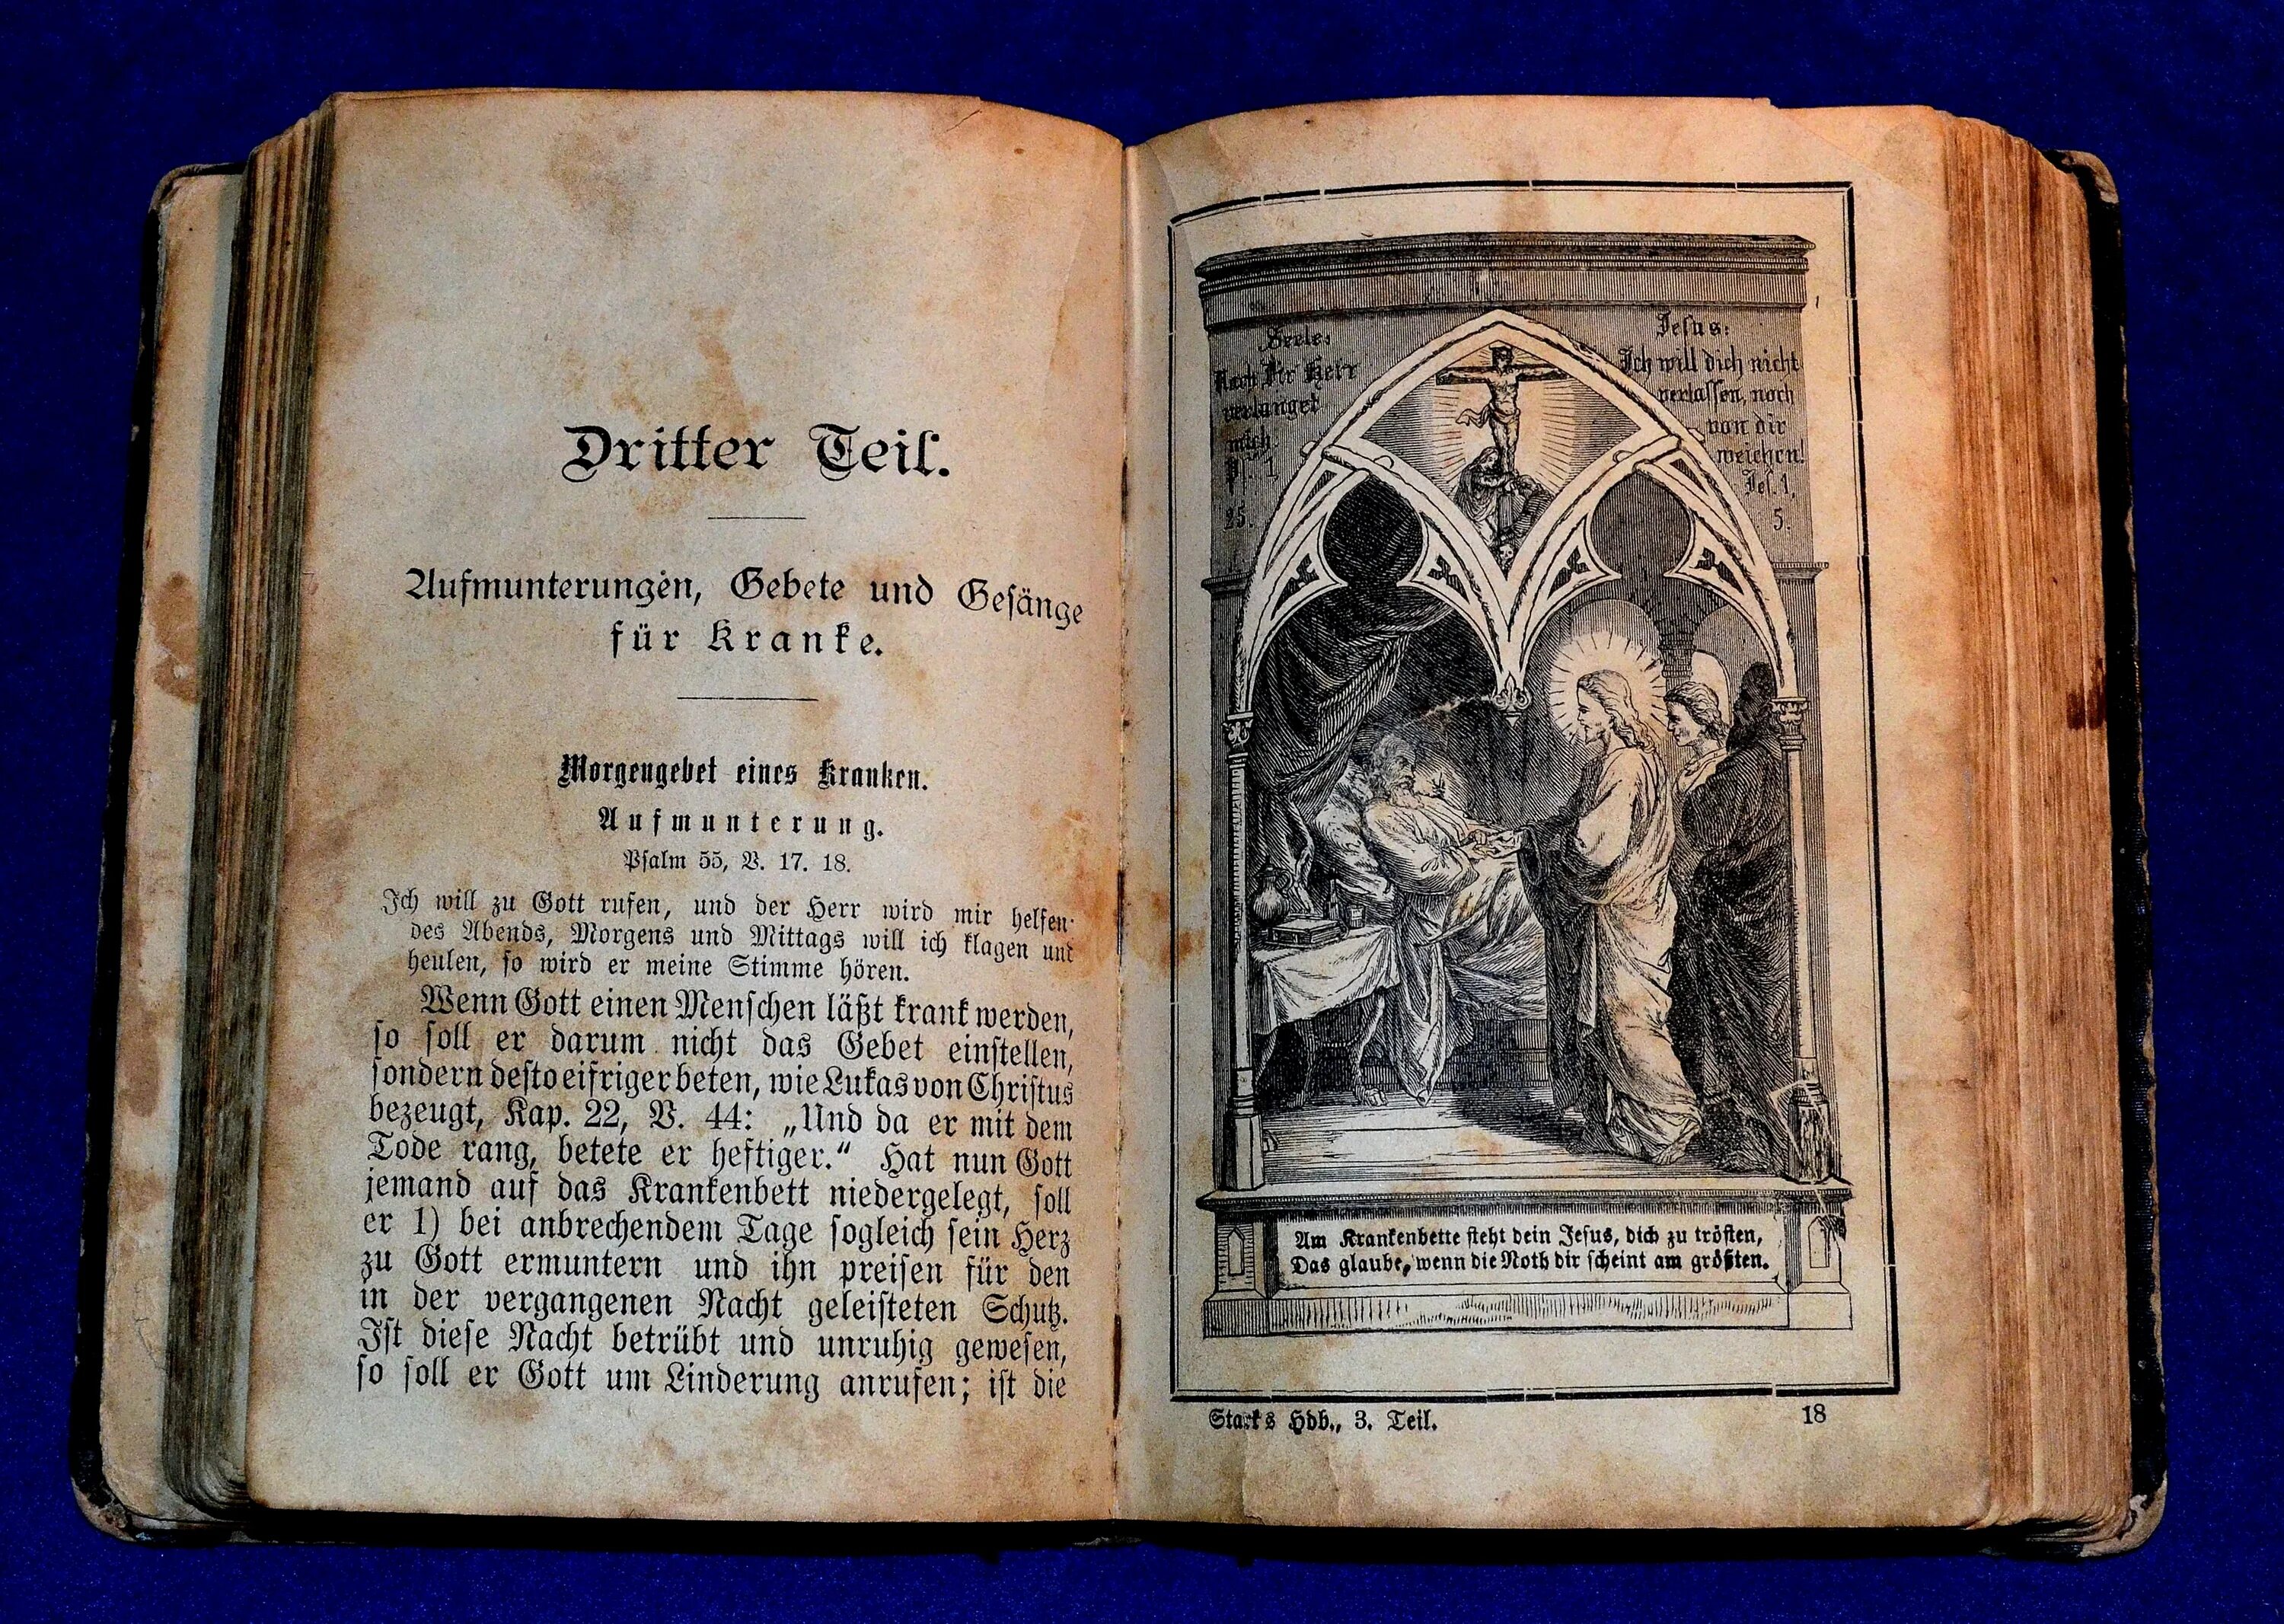 Dritter Teil.
Aufmunterungen, Gebete und Gesänge
für Kranke.
Morgengebet eines Kranken.
Aufmunterung.
Psalm 55, V. 17. 18.
Ich will zu Gott rufen, und der Herr wird mir helfen·
des Abends, Morgens und Mittags will ich klagen und
heulen, so wird er meine Stimme hören.
Wenn Gott einen Menschen läßt krank werden,
so soll er darum nicht das Gebet einstellen,
sondern desto eifriger beten, wie Lukas von Christus
bezeugt, Kap. 22, V. 44: „Und da er mit dem
Tode rang, betete er heftiger.“ Hat nun Gott
jemand auf das Krankenbett niedergelegt, soll
er 1) bei anbrechendem Tage sogleich sein Herz
zu Gott ermuntern und ihn preisen für den
in der vergangenen Nacht geleisteten Schutz.
Ist diese Nacht betrübt und unruhig gewesen,
so soll er Gott um Linderung anrufen; ist die
Seele:
Nach Dir Herr
verlanget
mich.
Ps. 1
25.
Jesus:
Ich will dich nicht
verlassen, noch
von dir
weichen!
Jos. 1,
5.
Am Krankenbette steht dein Jesus, dich zu trösten,
Das glaube, wenn die Noth dir scheint am größten.
Stark's Hdb., 3. Teil.
18